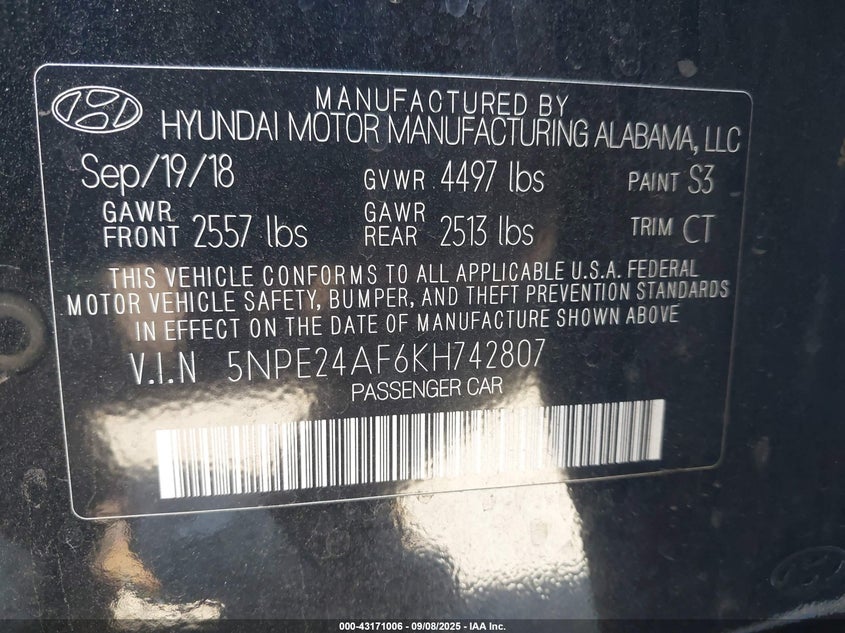 MANUFACTURED BY
HYUNDAI MOTOR MANUFACTURING ALABAMA, LLC
Sep/19/18 GVWR 4497 lbs PAINT S3
GAWR FRONT 2557 lbs GAWR REAR 2513 lbs TRIM CT
THIS VEHICLE CONFORMS TO ALL APPLICABLE U.S.A. FEDERAL
MOTOR VEHICLE SAFETY, BUMPER, AND THEFT PREVENTION STANDARDS
IN EFFECT ON THE DATE OF MANUFACTURE SHOWN ABOVE
V.I.N 5NPE24AF6KH742807
PASSENGER CAR
000-43171006 - 09/08/2025 - IAA Inc.